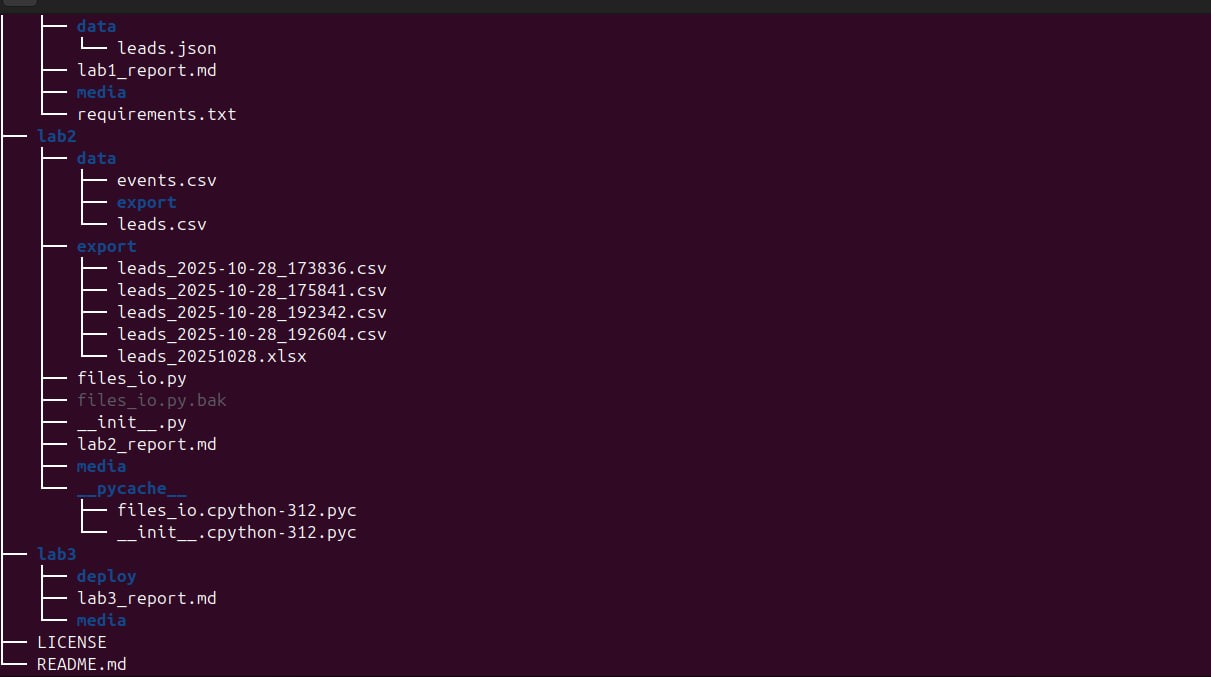 data
leads.json
lab1_report.md
media
requirements.txt
lab2
data
events.csv
export
leads.csv
export
leads_2025-10-28_173836.csv
leads_2025-10-28_175841.csv
leads_2025-10-28_192342.csv
leads_2025-10-28_192604.csv
leads_20251028.xlsx
files_io.py
files_io.py.bak
__init__.py
lab2_report.md
media
__pycache__
files_io.cpython-312.pyc
__init__.cpython-312.pyc
lab3
deploy
lab3_report.md
media
LICENSE
README.md